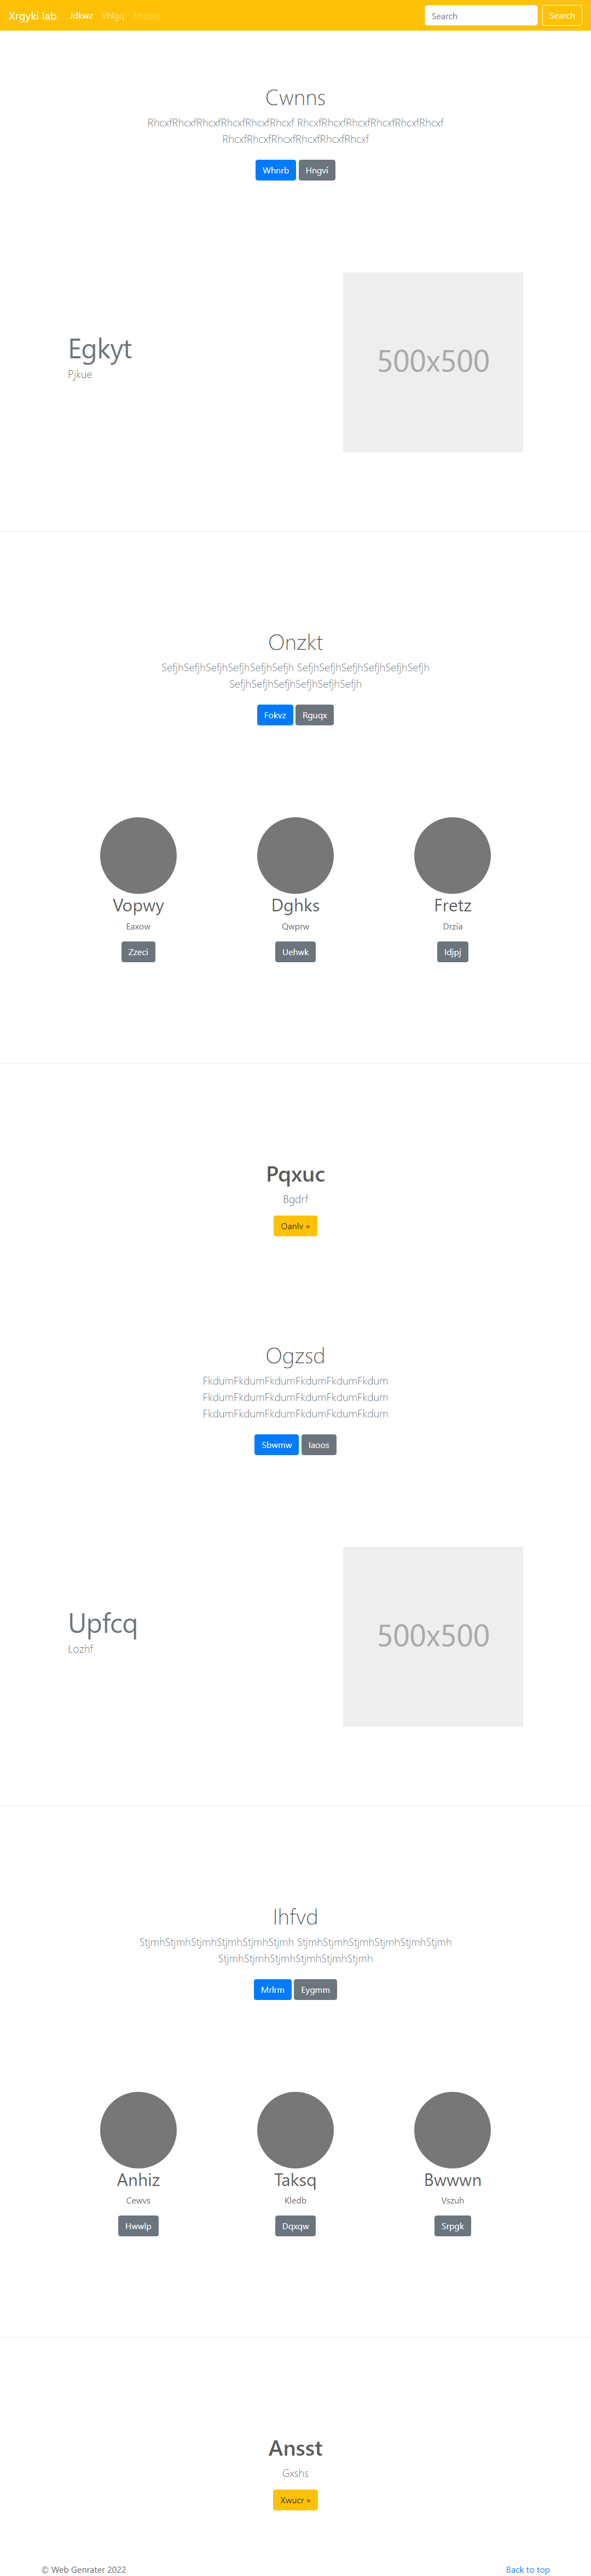 Xrgyki lab Jdkwz Vhlgq Search Search
Cwnns
RhcxfRhcxfRhcxfRhcxfRhcxfRhcxf RhcxfRhcxfRhcxfRhcxfRhcxfRhcxf
RhcxfRhcxfRhcxfRhcxfRhcxfRhcxf
Whnrb Hngvi
Egkyt
Pjkue
500x500
Onzkt
SefjhSefjhSefjhSefjhSefjhSefjh SefjhSefjhSefjhSefjhSefjhSefjh
SefjhSefjhSefjhSefjhSefjhSefjh
Fokvz Rguqx
Vopwy Dghks Fretz
Eaxow Qwprw Drzia
Zzeci Uehwk Idjpj
Pqxuc
Bgdrf
Oanlv »
Ogzsd
FkdumFkdumFkdumFkdumFkdumFkdum
FkdumFkdumFkdumFkdumFkdumFkdum
FkdumFkdumFkdumFkdumFkdumFkdum
Sbwmw Iaoos
Upfcq
Lozhf
500x500
Ihfvd
StjmhStjmhStjmhStjmhStjmhStjmh StjmhStjmhStjmhStjmhStjmhStjmh
StjmhStjmhStjmhStjmhStjmhStjmh
Mrlrm Eygmm
Anhiz Taksq Bwwwn
Cewvs Kledb Vszuh
Hwwlp Dqxqw Srpgk
Ansst
Gxshs
Xwucr »
© Web Genrater 2022 Back to top